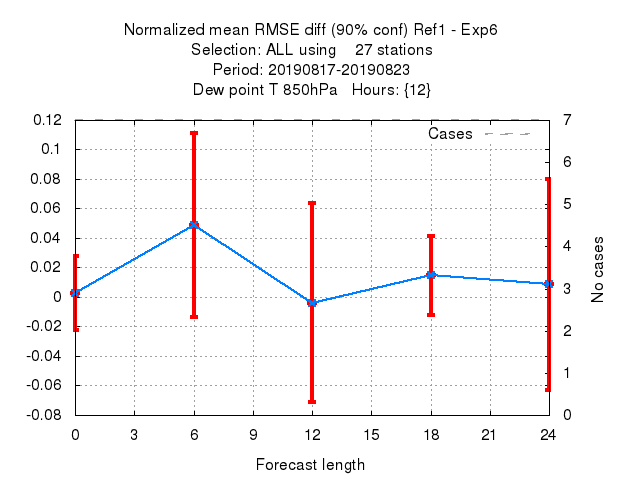 Normalized mean RMSE diff (90% conf) Ref1 - Exp6
Selection: ALL using    27 stations
Period: 20190817-20190823
Dew point T 850hPa   Hours: {12}
Cases
0.12
0.1
0.08
0.06
0.04
0.02
0
-0.02
-0.04
-0.06
-0.08
7
6
5
4
3
2
1
0
No cases
0 3 6 9 12 15 18 21 24
Forecast length